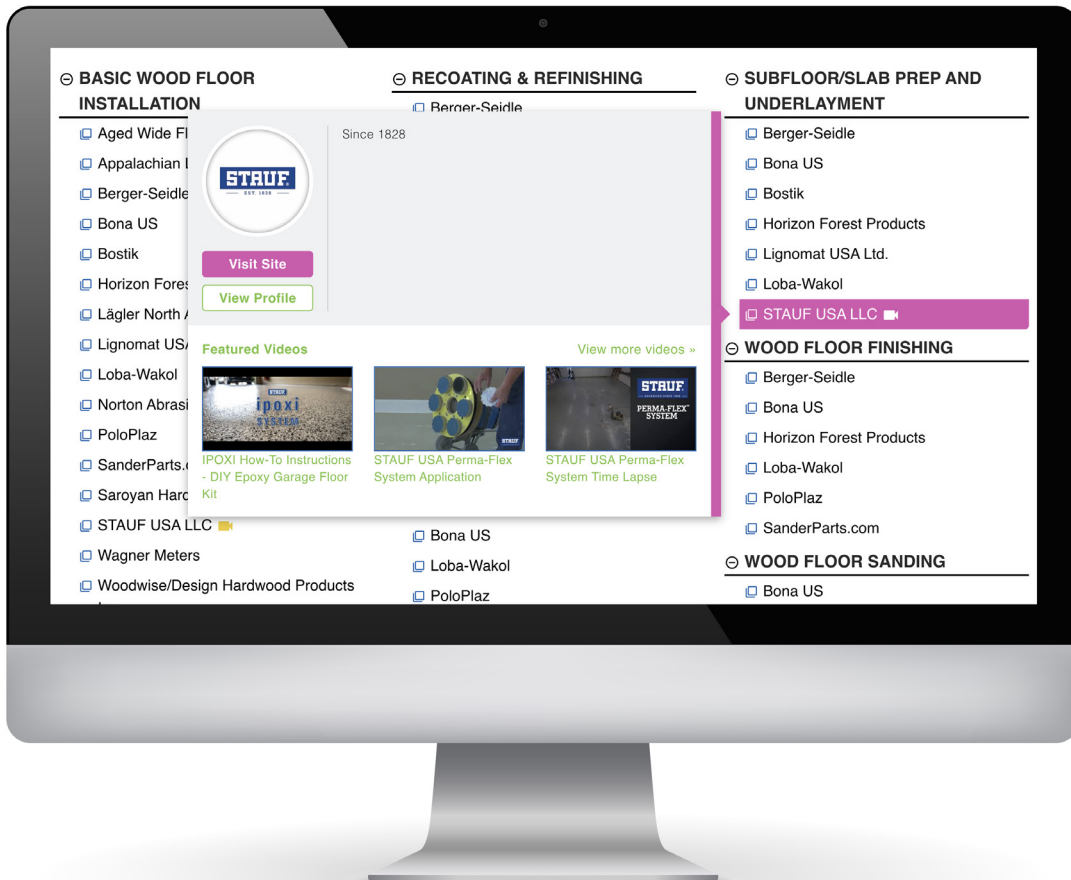 BASIC WOOD FLOOR
INSTALLATION
Aged Wide
Appalachian
Berger-Seidle
Bona US
Bostik
Horizon
Lägler North
Lignomat
Loba-Wakol
Norton
PoloPlaz
SanderParts.
Saroyan
STAUF USA LLC
Wagner Meters
Woodwise/Design Hardwood Products
RECOATING & REFINISHING
Berger-Seidle
Since 1828
STAUF
EST. 1828
Visit Site
View Profile
Featured Videos
View more videos »
STAUF
ipoxi
SYSTEM
IPOXI How-To Instructions
- DIY Epoxy Garage Floor
Kit
STAUF
STAUF USA Perma-Flex
System Application
STAUF
PERMA-FLEX™
SYSTEM
STAUF USA Perma-Flex
System Time Lapse
Bona US
Loba-Wakol
PoloPlaz
SUBFLOOR/SLAB PREP AND
UNDERLAYMENT
Berger-Seidle
Bona US
Bostik
Horizon Forest Products
Lignomat USA Ltd.
Loba-Wakol
STAUF USA LLC
WOOD FLOOR FINISHING
Berger-Seidle
Bona US
Horizon Forest Products
Loba-Wakol
PoloPlaz
SanderParts.com
WOOD FLOOR SANDING
Bona US